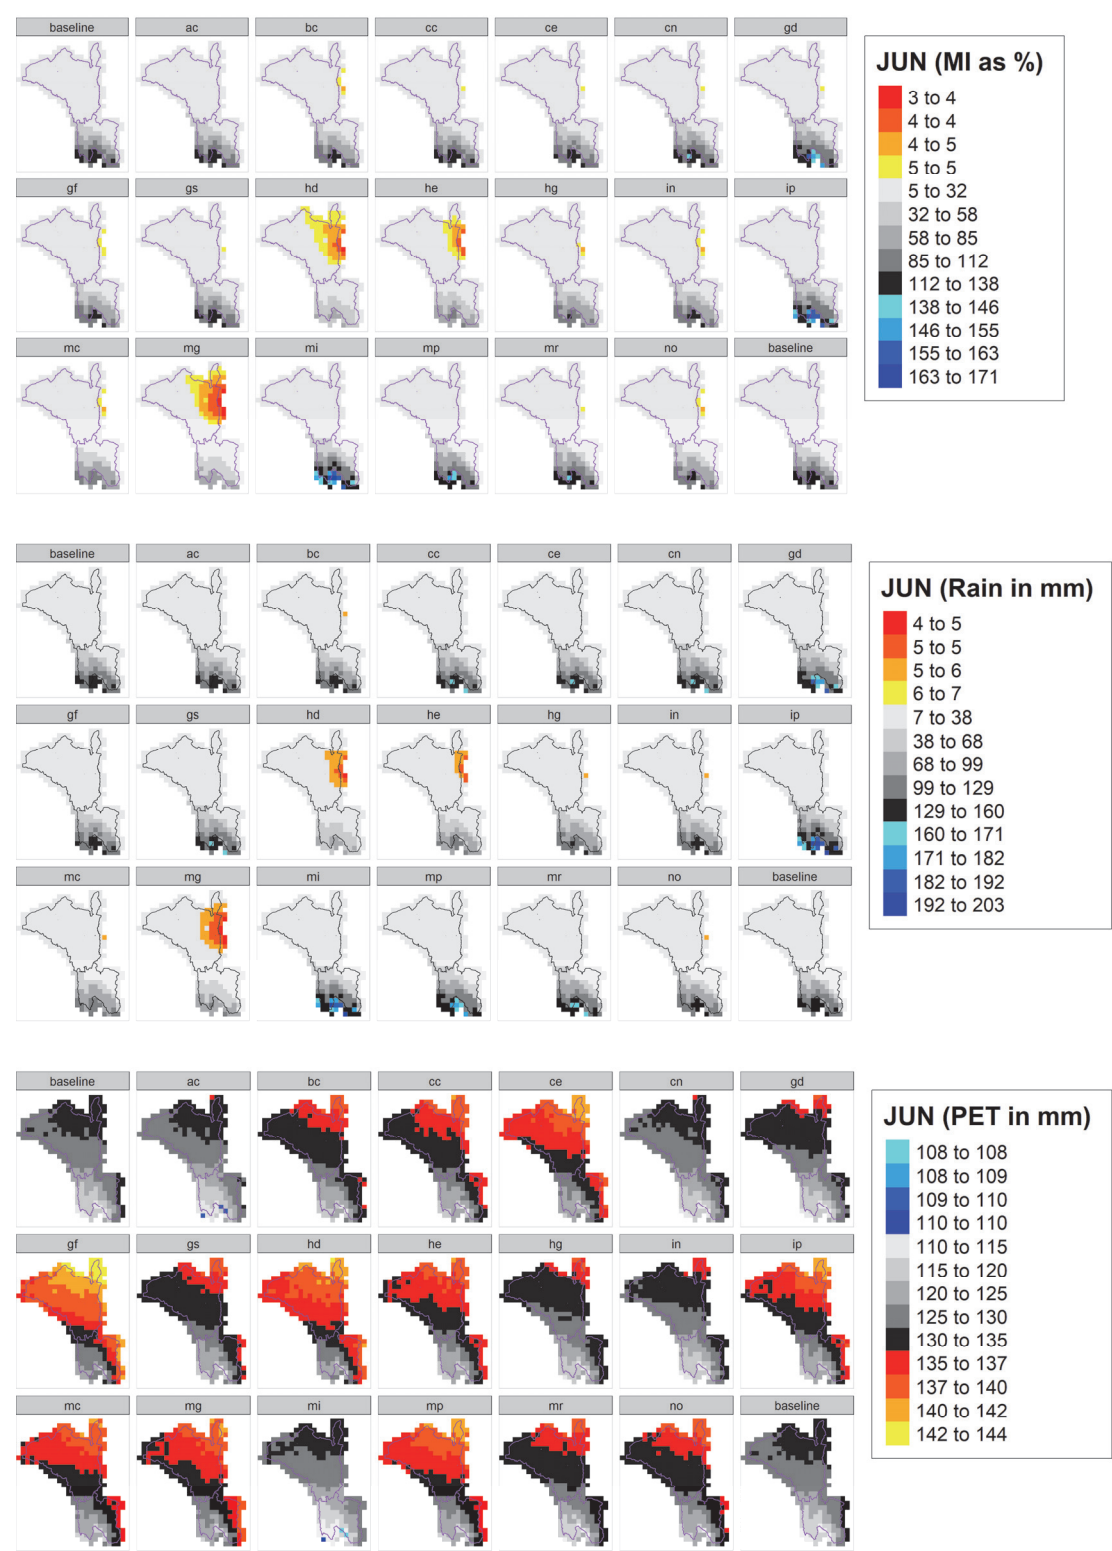 baseline ac bc cc ce cn gd
gf gs hd he hg in ip
mc mg mi mp mr no baseline
JUN (MI as %)
3 to 4
4 to 4
4 to 5
5 to 5
5 to 32
32 to 58
58 to 85
85 to 112
112 to 138
138 to 146
146 to 155
155 to 163
163 to 171
baseline ac bc cc ce cn gd
gf gs hd he hg in ip
mc mg mi mp mr no baseline
JUN (Rain in mm)
4 to 5
5 to 5
5 to 6
6 to 7
7 to 38
38 to 68
68 to 99
99 to 129
129 to 160
160 to 171
171 to 182
182 to 192
192 to 203
baseline ac bc cc ce cn gd
gf gs hd he hg in ip
mc mg mi mp mr no baseline
JUN (PET in mm)
108 to 108
108 to 109
109 to 110
110 to 110
110 to 115
115 to 120
120 to 125
125 to 130
130 to 135
135 to 137
137 to 140
140 to 142
142 to 144